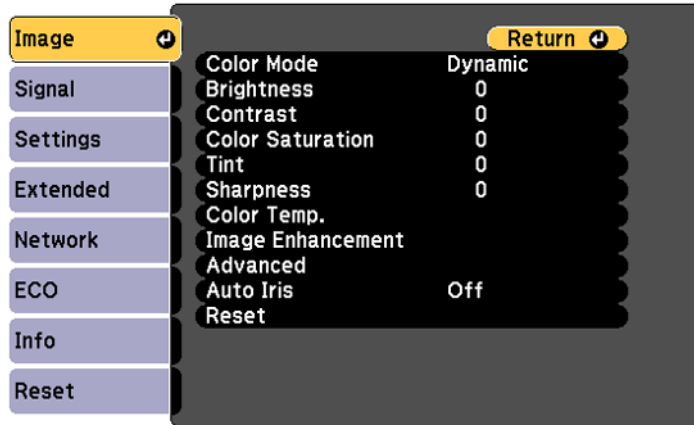 Image
Signal
Settings
Extended
Network
ECO
Info
Reset
Return
Color Mode Dynamic
Brightness 0
Contrast 0
Color Saturation 0
Tint 0
Sharpness 0
Color Temp.
Image Enhancement
Advanced
Auto Iris Off
Reset